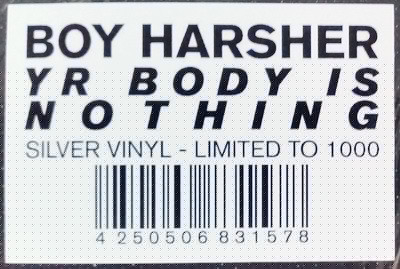 BOY HARSHER
YR BODY IS
NOTHING
SILVER VINYL - LIMITED TO 1000
4 250506 831578